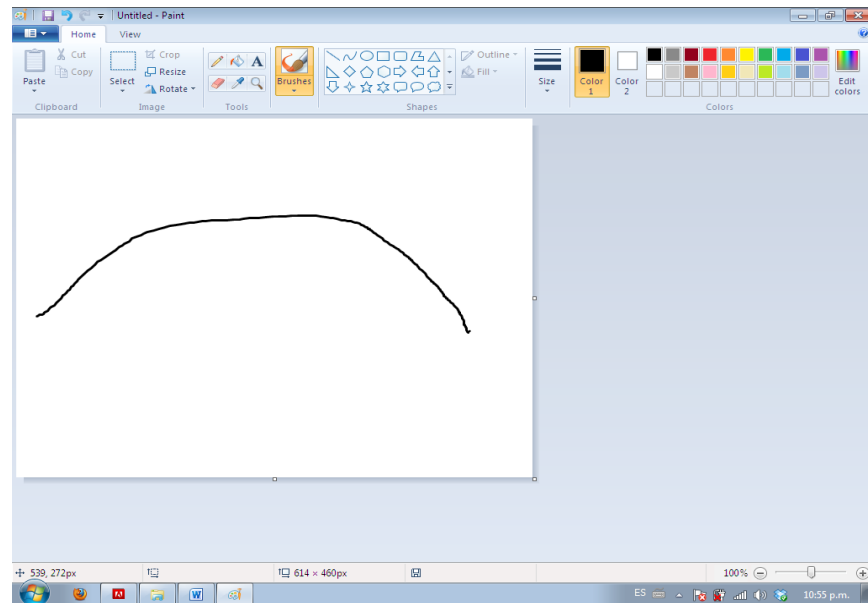 Untitled - Paint
Home View
Cut Crop Outline
Copy Resize Fill
Paste Select Rotate Brushes Size Color 1 Color 2 Edit colors
Clipboard Image Tools Shapes Colors
539, 272px 614 × 460px 100%
ES 10:55 p.m.